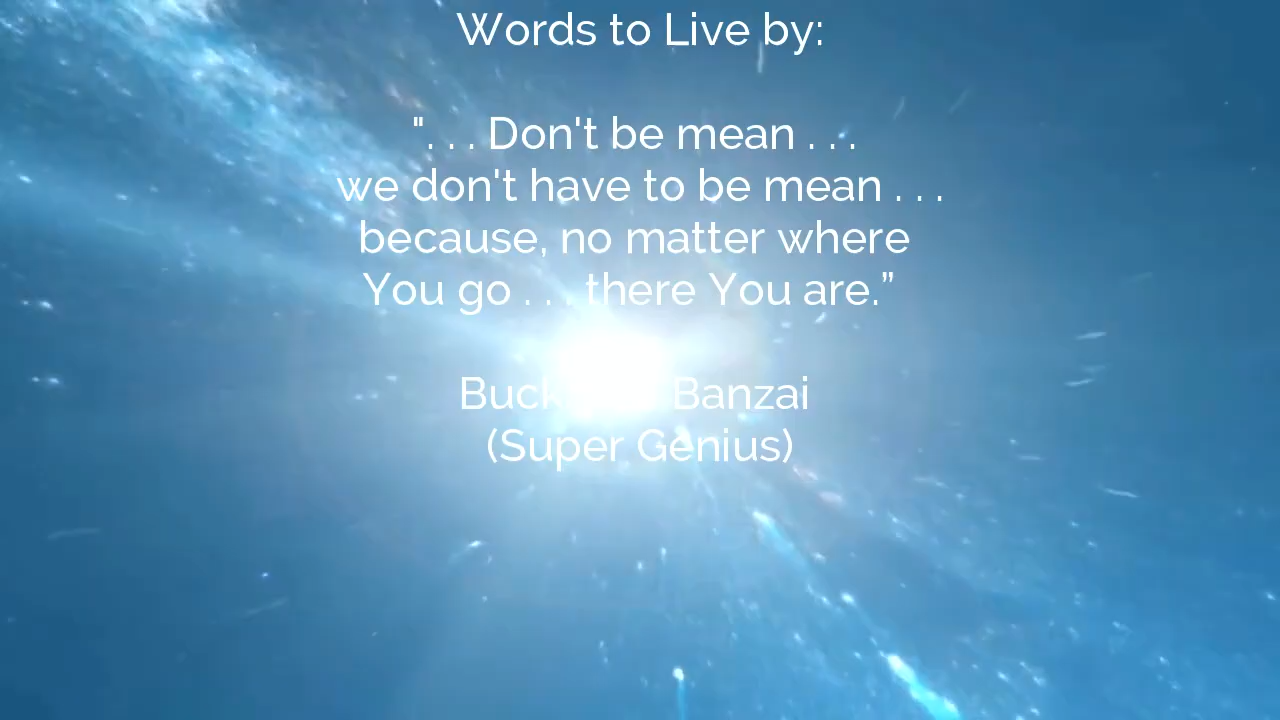 Words to Live by:
". . . Don't be mean . . .
we don't have to be mean . . .
because, no matter where
You go . . . there You are.”
Banzai
(Super Genius)